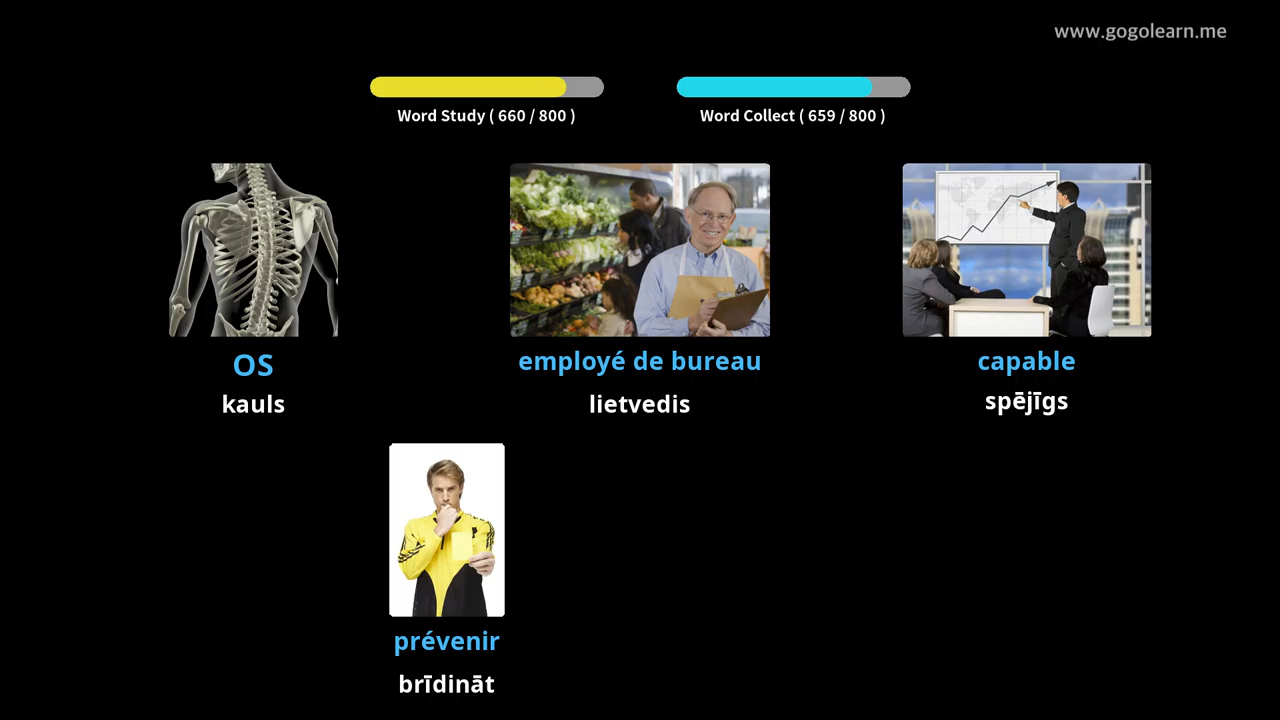 www.gogolearn.me
Word Study ( 660 / 800 )
Word Collect ( 659 / 800 )
os
kauls
employé de bureau
lietvedis
capable
spējīgs
prévenir
brīdināt